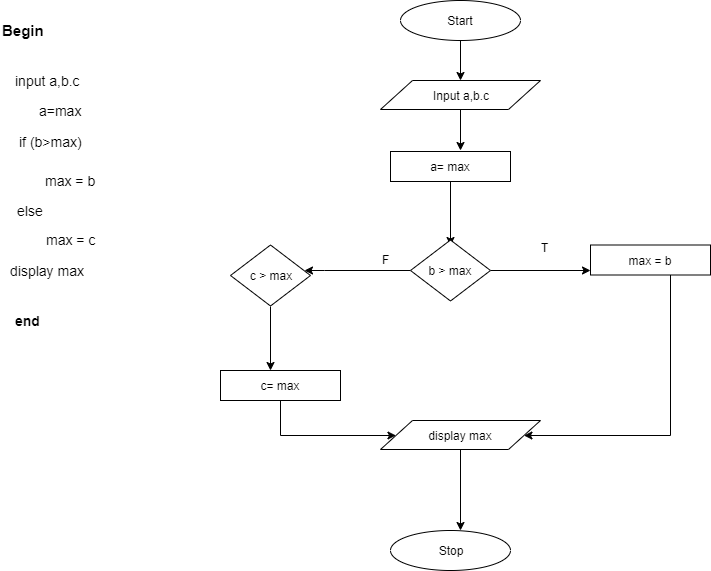 Begin
input a,b.c
a=max
if (b>max)
max = b
else
max = c
display max
end
Start
Input a,b.c
a= max
b > max
F
T
c > max
max = b
c= max
display max
Stop